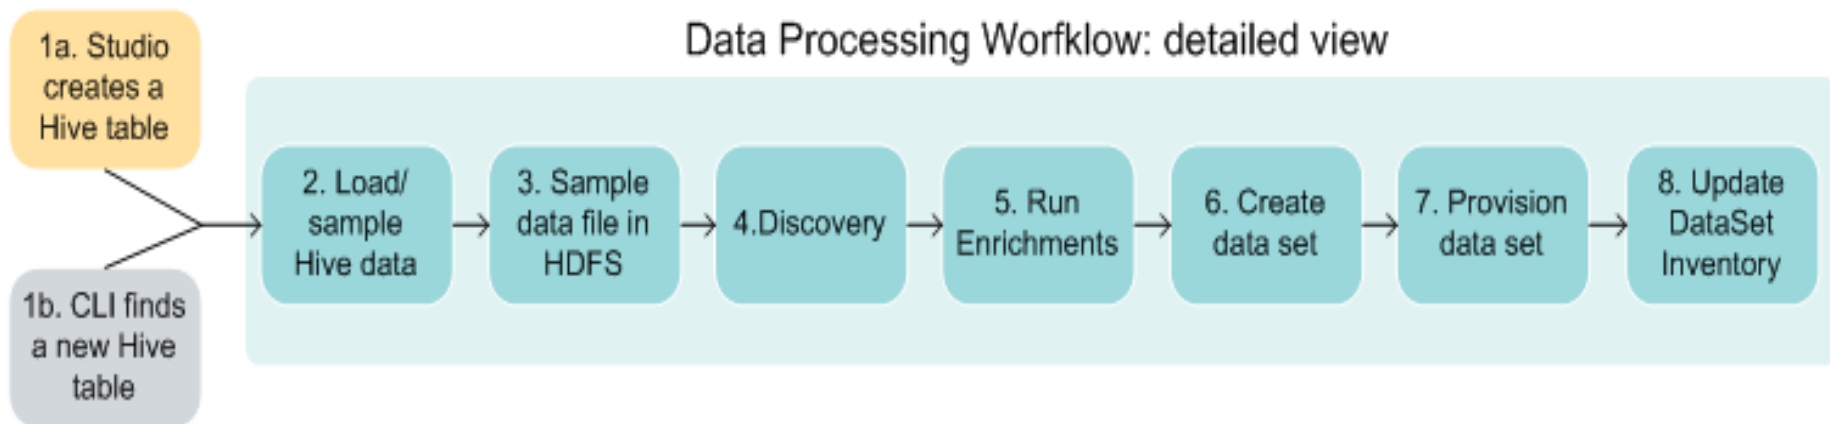 Data Processing Worfklow: detailed view
1a. Studio
creates a
Hive table
1b. CLI finds
a new Hive
table
2. Load/
sample
Hive data
3. Sample
data file in
HDFS
4.Discovery
5. Run
Enrichments
6. Create
data set
7. Provision
data set
8. Update
DataSet
Inventory